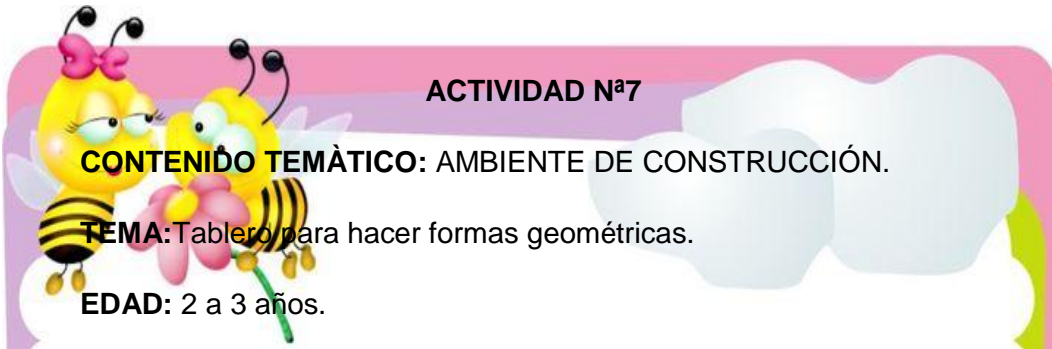 ACTIVIDAD Nª7
CONTENIDO TEMÀTICO: AMBIENTE DE CONSTRUCCIÓN.
TEMA:Tablero para hacer formas geométricas.
EDAD: 2 a 3 años.